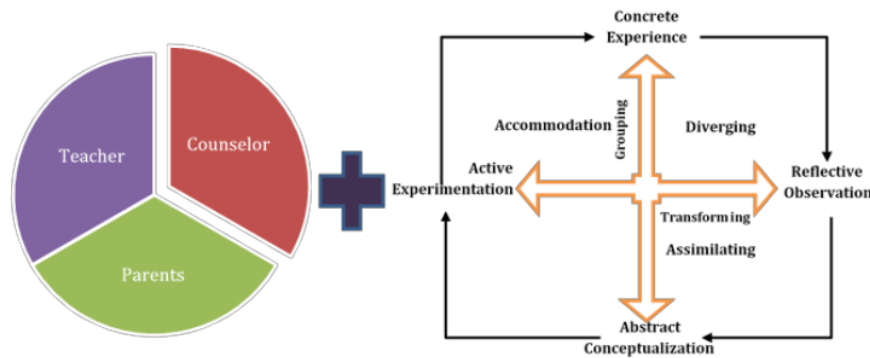 Teacher
Counselor
Parents
Concrete
Experience
Accommodation
Grouping
Diverging
Active
Experimentation
Reflective
Observation
Transforming
Assimilating
Abstract
Conceptualization